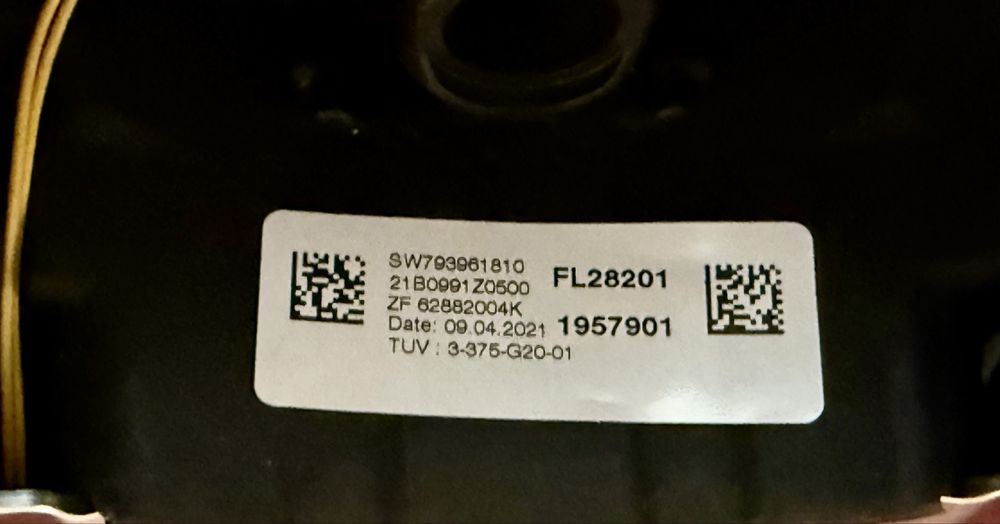 SW793961810
21B0991Z0500
ZF 62882004K
Date: 09.04.2021
TUV : 3-375-G20-01
FL28201
1957901